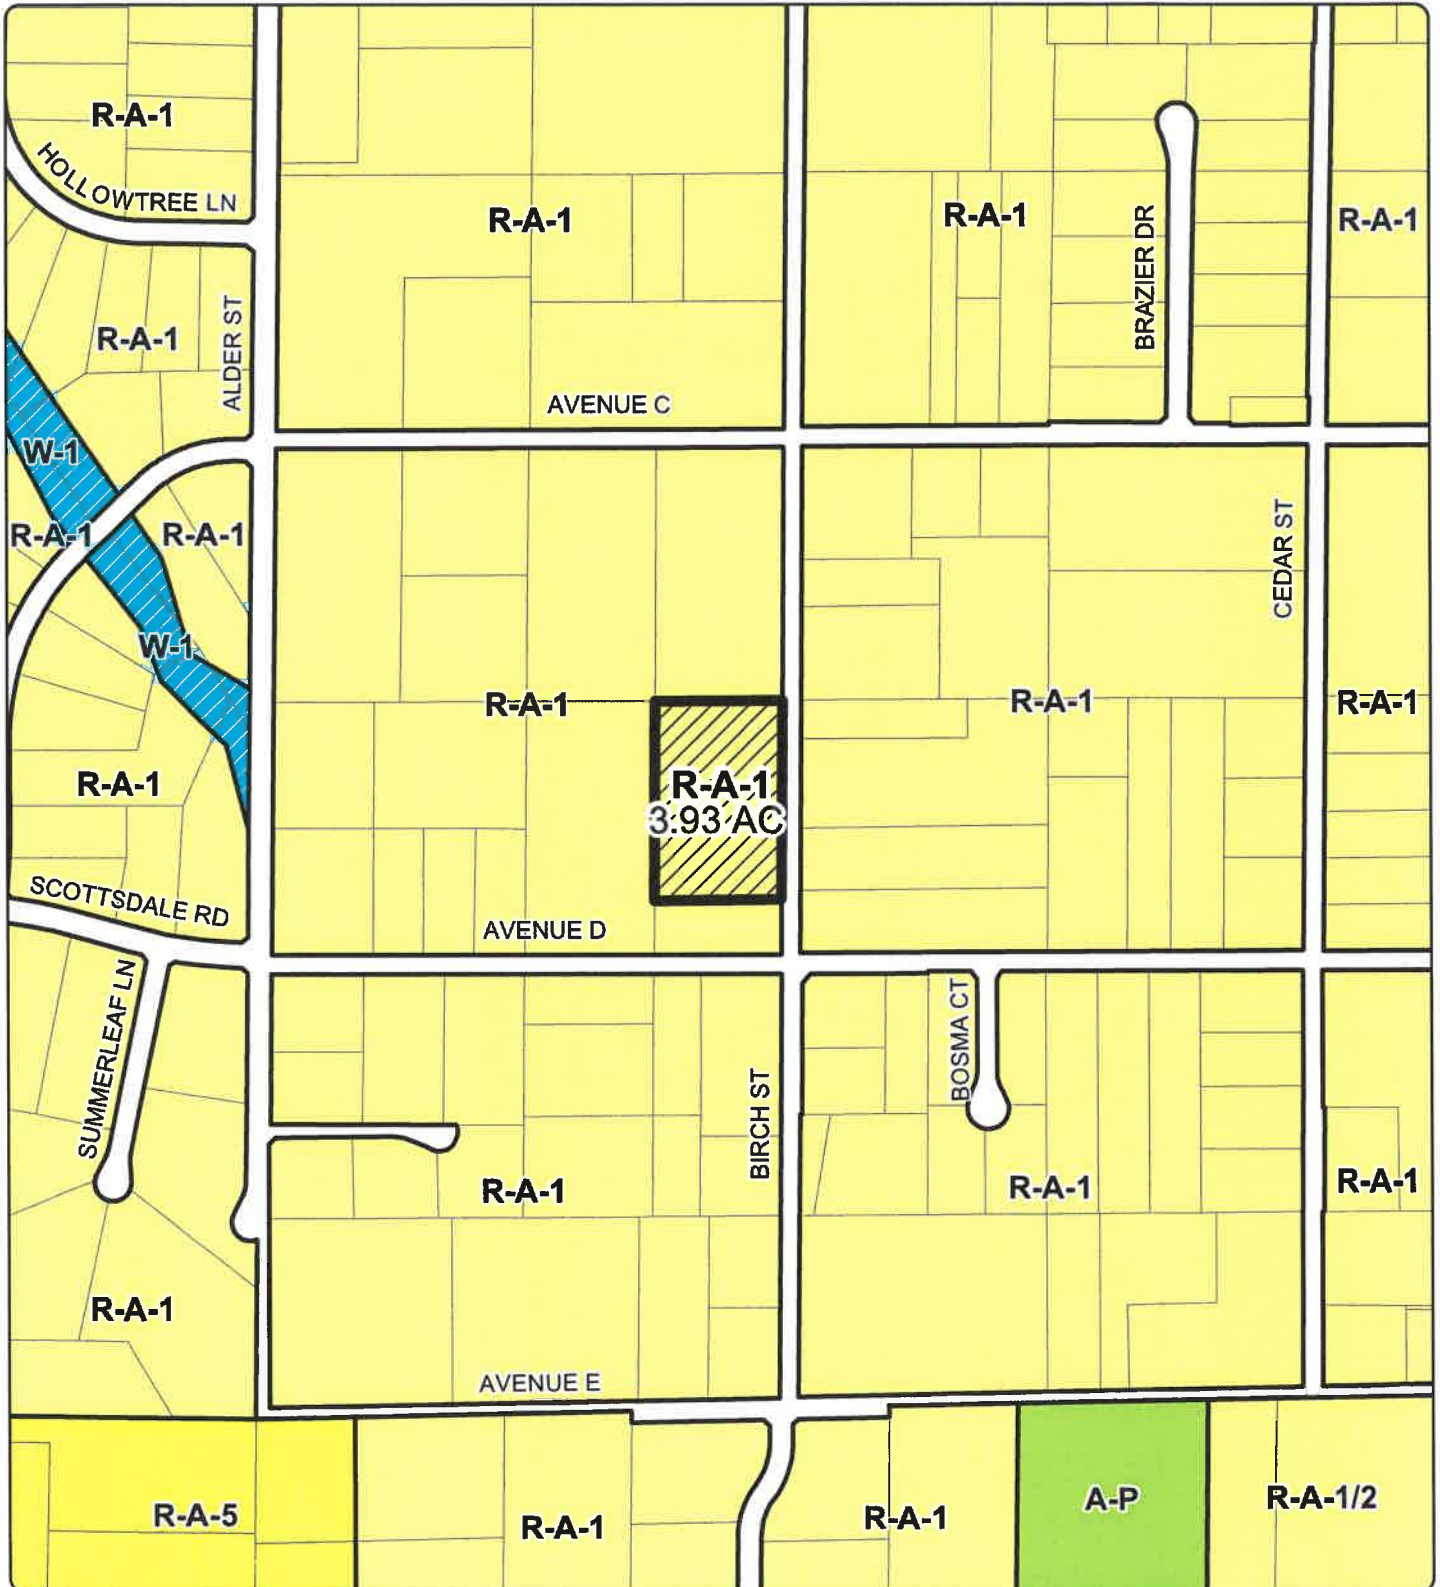 R-A-1
HOLLOWTREE LN
R-A-1
R-A-1
R-A-1
R-A-1
ALDER ST
BRAZIER DR
AVENUE C
W-1
R-A-1
R-A-1
CEDAR ST
W-1
R-A-1
R-A-1
R-A-1
R-A-1
R-A-1
3.93 AC
SCOTTSDALE RD
AVENUE D
SUMMERLEAF LN
BOSMA CT
BIRCH ST
R-A-1
R-A-1
R-A-1
R-A-1
AVENUE E
R-A-5
R-A-1
R-A-1
A-P
R-A-1/2